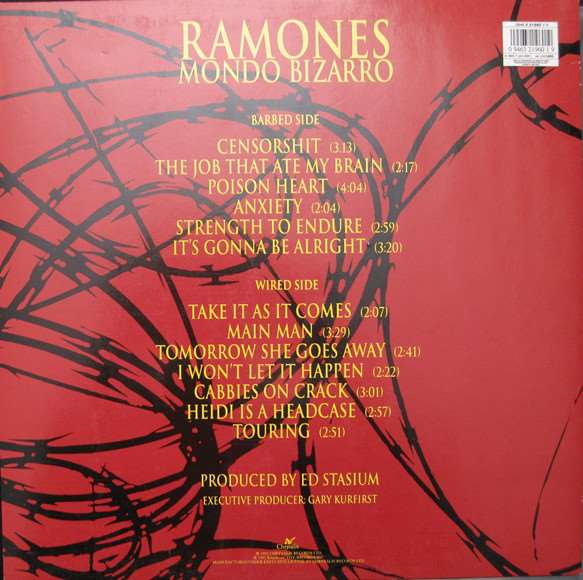 RAMONES
MONDO BIZARRO
BARBED SIDE
CENSORSHIT (3.13)
THE JOB THAT ATE MY BRAIN (2:17)
POISON HEART (4:04)
ANXIETY (2:04)
STRENGTH TO ENDURE (2:59)
IT'S GONNA BE ALRIGHT (3:20)
WIRED SIDE
TAKE IT AS IT COMES (2:07)
MAIN MAN (3:29)
TOMORROW SHE GOES AWAY (2:41)
I WON'T LET IT HAPPEN (2:22)
CABBIES ON CRACK (3:01)
HEIDI IS A HEADCASE (2:57)
TOURING (2:51)
PRODUCED BY ED STASIUM
EXECUTIVE PRODUCER: GARY KURFIRST
Chrysalis